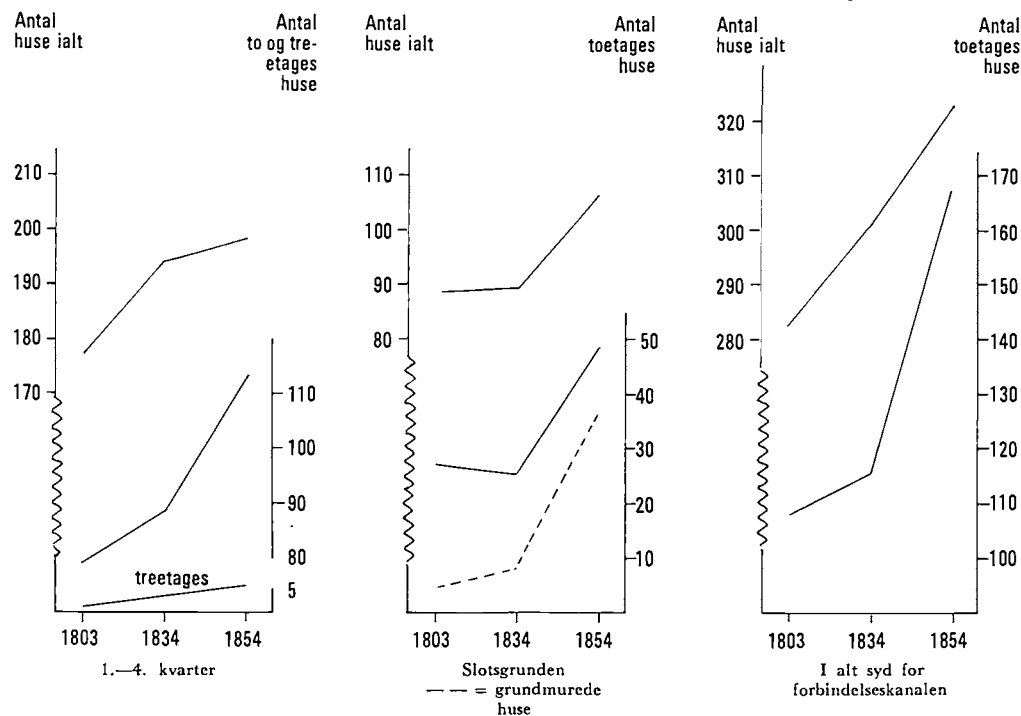 Antal
huse ialt
Antal
to og tre-
etages
huse
210
200
190
180
170
110
100
90
80
5
treetages
1803 1834 1854
1.—4. kvarter
Antal
huse ialt
Antal
toetages
huse
110
100
90
80
50
40
30
20
10
1803 1834 1854
Slotsgrunden
— — — = grundmurede
huse
Antal
huse ialt
Antal
toetages
huse
320
310
300
290
280
170
160
150
140
130
120
110
100
1803 1834 1854
I alt syd for
forbindelseskanalen